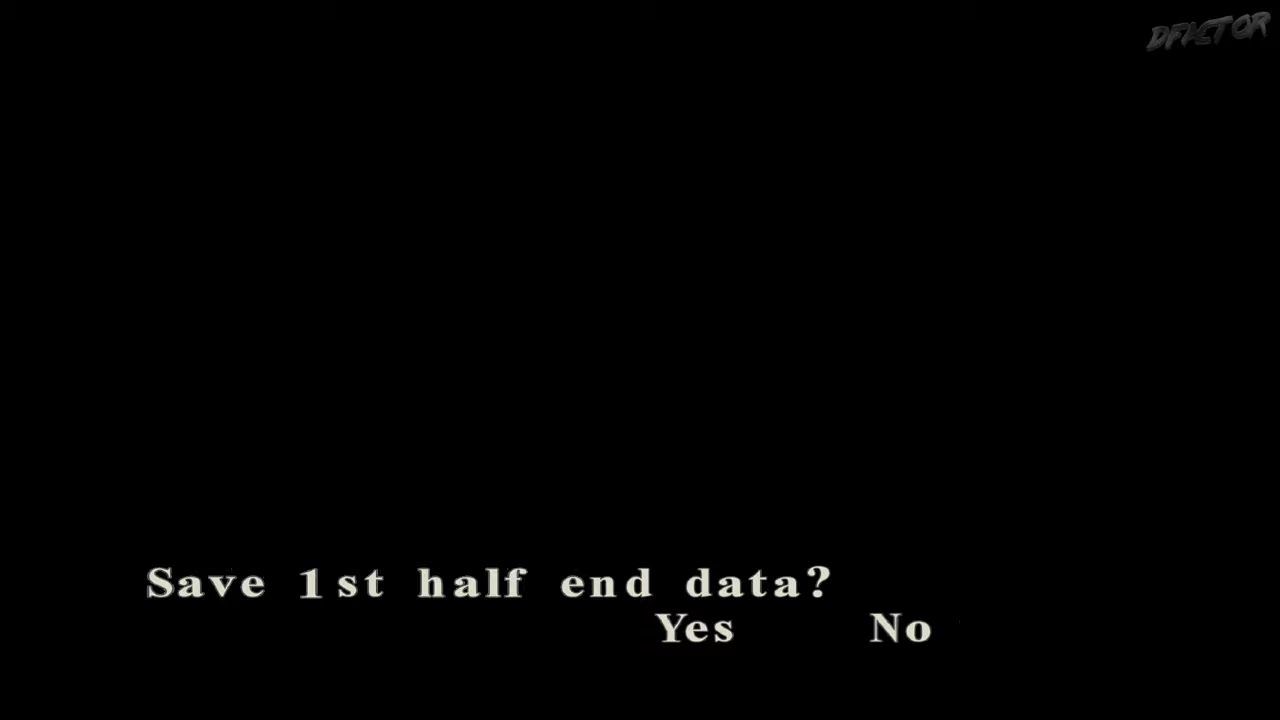 DFACTOR
Save 1st half end data?
Yes No